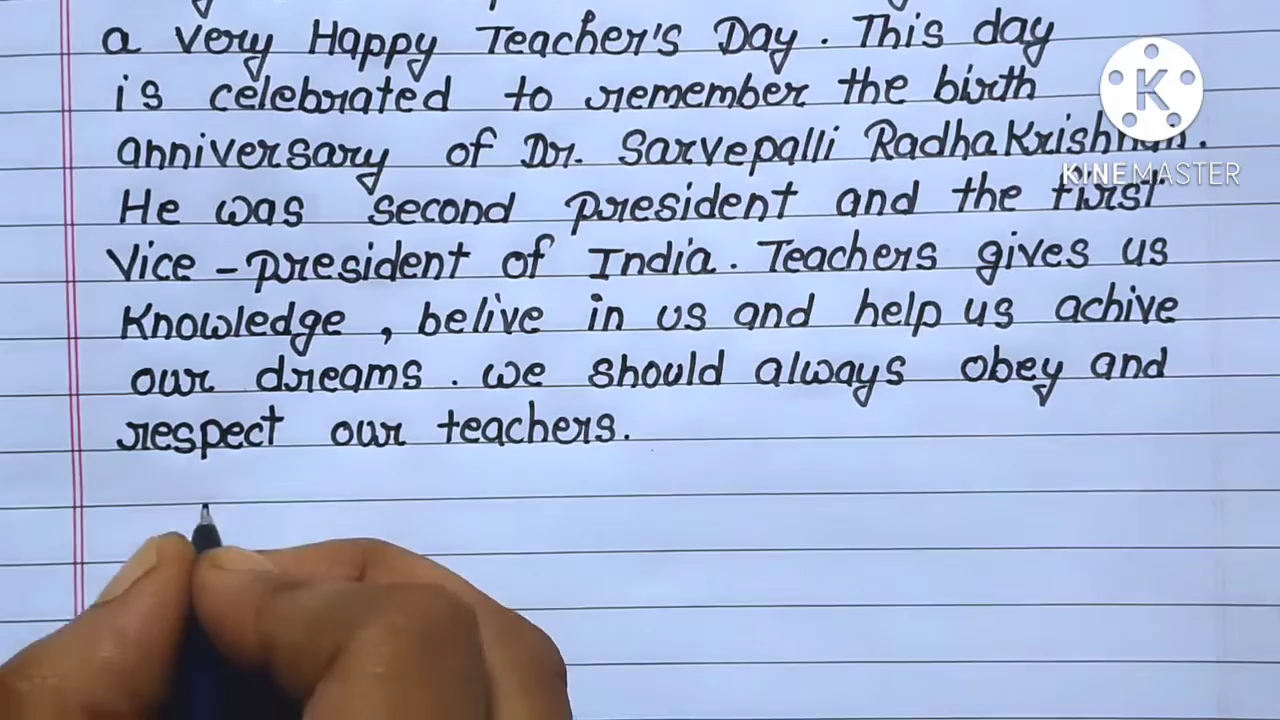 a very Happy Teacher's Day. This day
is celebrated to remember the birth
anniversary of Dr. Sarvepalli RadhaKrishnan.
He was second president and the first
Vice-president of India. Teachers gives us
Knowledge, belive in us and help us achive
our dreams. we should always obey and
respect our teachers.
K
KINEMASTER